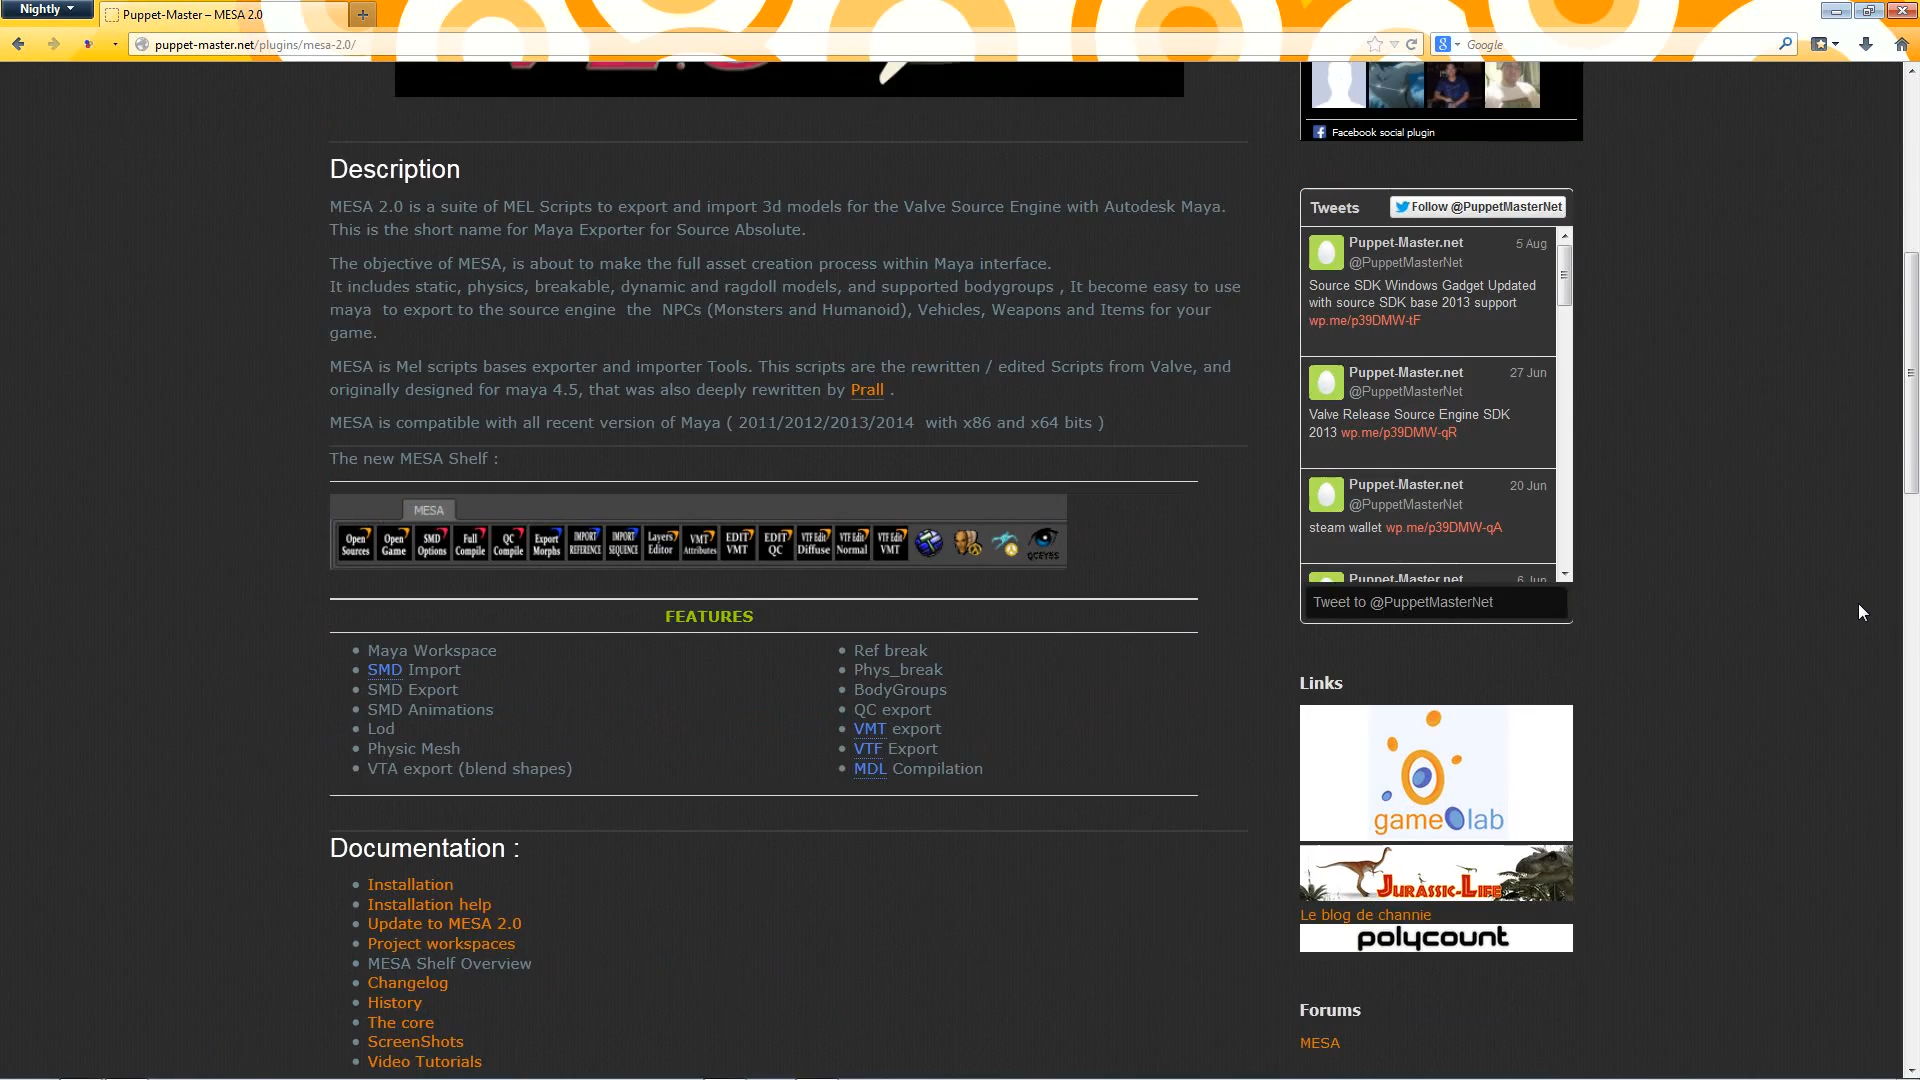 Nightly
Puppet-Master – MESA 2.0
puppet-master.net/plugins/mesa-2.0/
Google
Facebook social plugin
Description
MESA 2.0 is a suite of MEL Scripts to export and import 3d models for the Valve Source Engine with Autodesk Maya.
This is the short name for Maya Exporter for Source Absolute.
The objective of MESA, is about to make the full asset creation process within Maya interface.
It includes static, physics, breakable, dynamic and ragdoll models, and supported bodygroups , It become easy to use
maya to export to the source engine the NPCs (Monsters and Humanoid), Vehicles, Weapons and Items for your
game.
MESA is Mel scripts bases exporter and importer Tools. This scripts are the rewritten / edited Scripts from Valve, and
originally designed for maya 4.5, that was also deeply rewritten by Prall .
MESA is compatible with all recent version of Maya ( 2011/2012/2013/2014 with x86 and x64 bits )
The new MESA Shelf :
MESA
Open Sources
Open Game
SMD Options
Full Compile
QC Compile
Export Morphs
IMPORT REFERENCE
IMPORT SEQUENCE
Layers Editor
VMT Attributes
EDIT VMT
EDIT QC
VTF Edit Diffuse
VTF Edit Normal
VTF Edit VMT
QCEYES
FEATURES
Maya Workspace
SMD Import
SMD Export
SMD Animations
Lod
Physic Mesh
VTA export (blend shapes)
Ref break
Phys_break
BodyGroups
QC export
VMT export
VTF Export
MDL Compilation
Documentation :
Installation
Installation help
Update to MESA 2.0
Project workspaces
MESA Shelf Overview
Changelog
History
The core
ScreenShots
Video Tutorials
Tweets
Follow @PuppetMasterNet
Puppet-Master.net 5 Aug
@PuppetMasterNet
Source SDK Windows Gadget Updated
with source SDK base 2013 support
wp.me/p39DMW-tF
Puppet-Master.net 27 Jun
@PuppetMasterNet
Valve Release Source Engine SDK
2013 wp.me/p39DMW-qR
Puppet-Master.net 20 Jun
@PuppetMasterNet
steam wallet wp.me/p39DMW-qA
Puppet-Master.net 6 Jun
Tweet to @PuppetMasterNet
Links
gameOlab
JURASSIC-LIFE
Le blog de channie
polycount
Forums
MESA